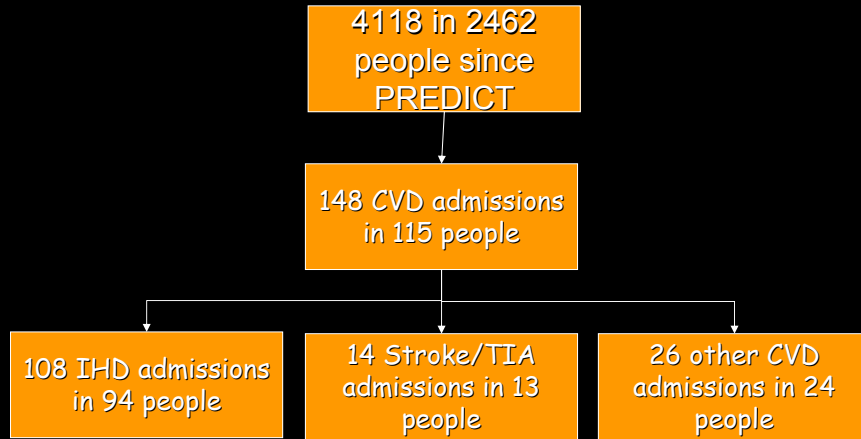 4118 in 2462
people since
PREDICT
148 CVD admissions
in 115 people
108 IHD admissions
in 94 people
14 Stroke/TIA
admissions in 13
people
26 other CVD
admissions in 24
people